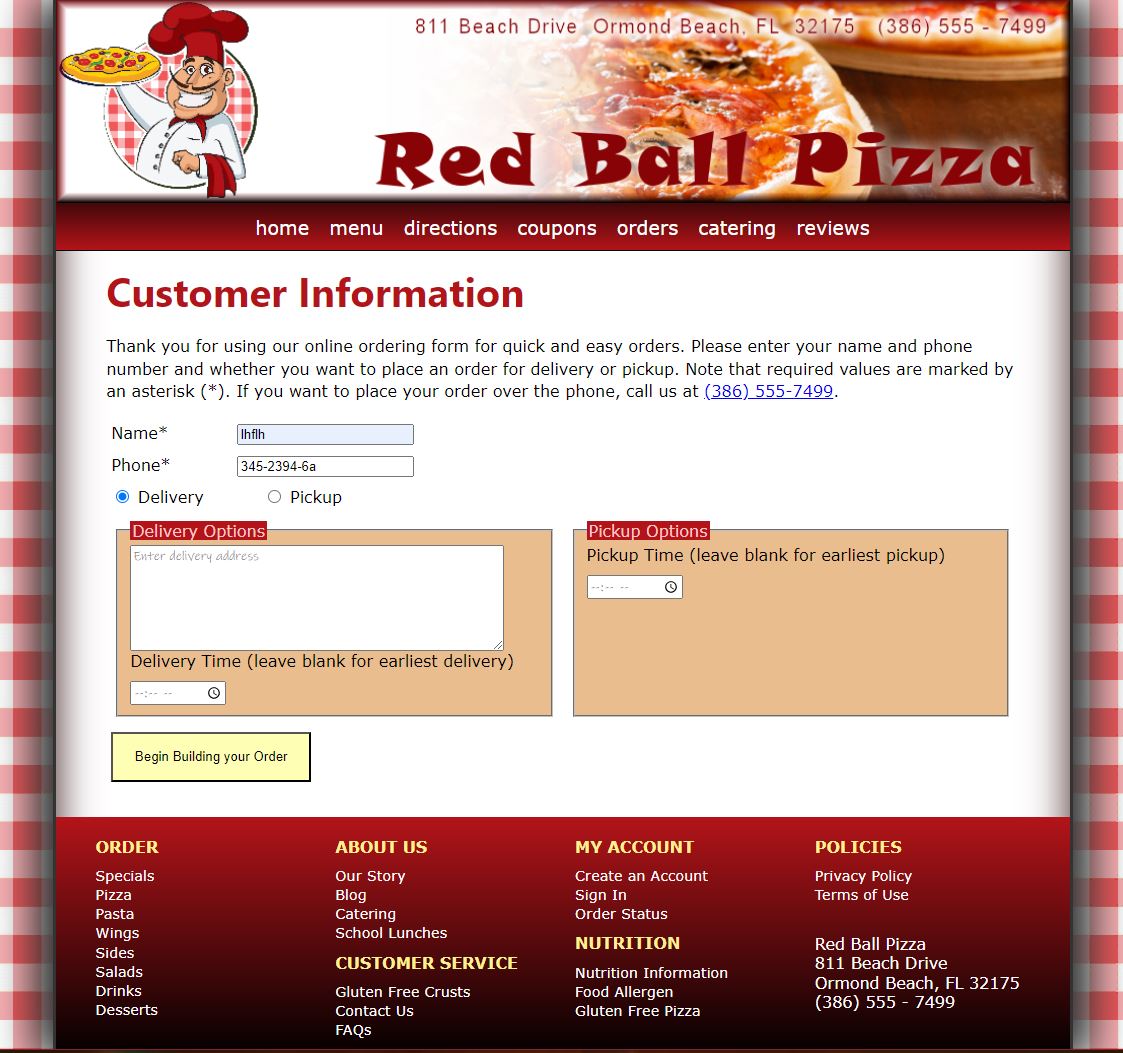 811 Beach Drive Ormond Beach, FL 32175 (386) 555 - 7499
Red Ball Pizza
home menu directions coupons orders catering reviews
Customer Information
Thank you for using our online ordering form for quick and easy orders. Please enter your name and phone
number and whether you want to place an order for delivery or pickup. Note that required values are marked by
an asterisk (*). If you want to place your order over the phone, call us at (386) 555-7499.
Name* lhflh
Phone* 345-2394-6a
Delivery Pickup
Delivery Options
Enter delivery address
Delivery Time (leave blank for earliest delivery)
--:-- --
Pickup Options
Pickup Time (leave blank for earliest pickup)
--:-- --
Begin Building your Order
ORDER
Specials
Pizza
Pasta
Wings
Sides
Salads
Drinks
Desserts
ABOUT US
Our Story
Blog
Catering
School Lunches
CUSTOMER SERVICE
Gluten Free Crusts
Contact Us
FAQs
MY ACCOUNT
Create an Account
Sign In
Order Status
NUTRITION
Nutrition Information
Food Allergen
Gluten Free Pizza
POLICIES
Privacy Policy
Terms of Use
Red Ball Pizza
811 Beach Drive
Ormond Beach, FL 32175
(386) 555 - 7499